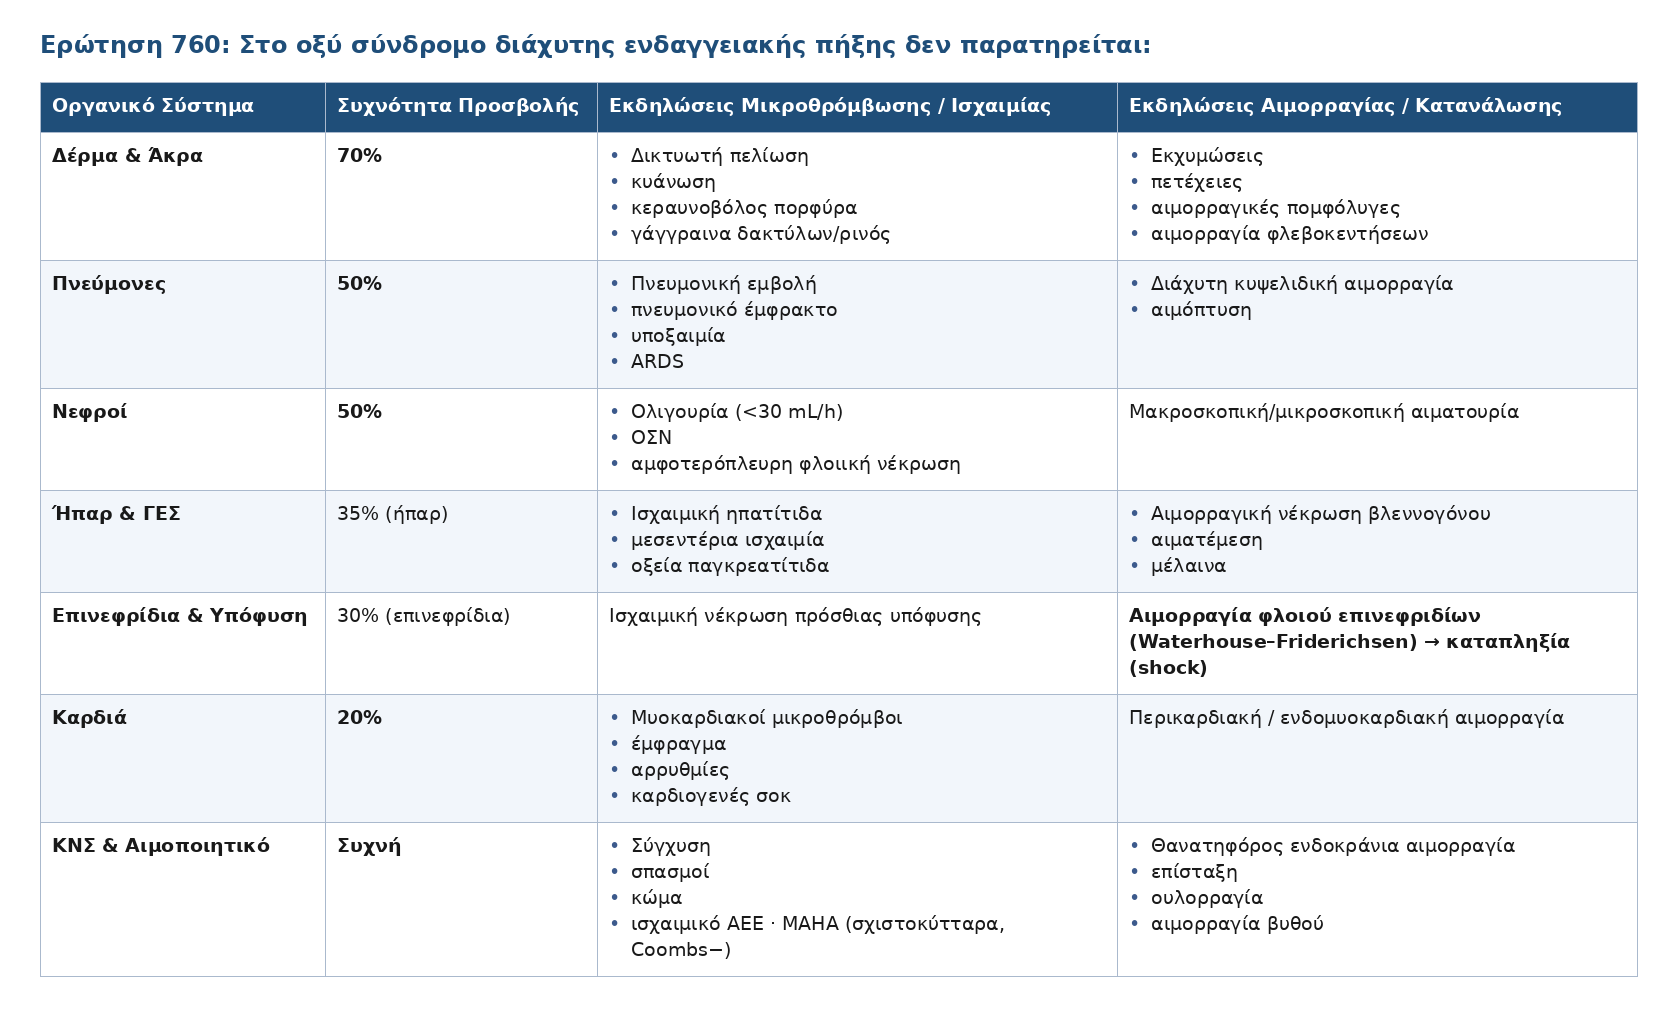 Ερώτηση 760: Στο οξύ σύνδρομο διάχυτης ενδαγγειακής πήξης δεν παρατηρείται:
Οργανικό Σύστημα
Συχνότητα Προσβολής
Εκδηλώσεις Μικροθρόμβωσης / Ισχαιμίας
Εκδηλώσεις Αιμορραγίας / Κατανάλωσης
Δέρμα & Άκρα
70%
• Δικτυωτή πελίωση
• κυάνωση
• κεραυνοβόλος πορφύρα
• γάγγραινα δακτύλων/ρινός
• Εκχυμώσεις
• πετέχειες
• αιμορραγικές πομφόλυγες
• αιμορραγία φλεβοκεντήσεων
Πνεύμονες
50%
• Πνευμονική εμβολή
• πνευμονικό έμφρακτο
• υποξαιμία
• ARDS
• Διάχυτη κυψελιδική αιμορραγία
• αιμόπτυση
Νεφροί
50%
• Ολιγουρία (<30 mL/h)
• ΟΣΝ
• αμφοτερόπλευρη φλοιική νέκρωση
Μακροσκοπική/μικροσκοπική αιματουρία
Ήπαρ & ΓΕΣ
35% (ήπαρ)
• Ισχαιμική ηπατίτιδα
• μεσεντέρια ισχαιμία
• οξεία παγκρεατίτιδα
• Αιμορραγική νέκρωση βλεννογόνου
• αιματέμεση
• μέλαινα
Επινεφρίδια & Υπόφυση
30% (επινεφρίδια)
Ισχαιμική νέκρωση πρόσθιας υπόφυσης
Αιμορραγία φλοιού επινεφριδίων
(Waterhouse–Friderichsen) → καταπληξία
(shock)
Καρδιά
20%
• Μυοκαρδιακοί μικροθρόμβοι
• έμφραγμα
• αρρυθμίες
• καρδιογενές σοκ
Περικαρδιακή / ενδομυοκαρδιακή αιμορραγία
ΚΝΣ & Αιμοποιητικό
Συχνή
• Σύγχυση
• σπασμοί
• κώμα
• ισχαιμικό ΑΕΕ · MAHA (σχιστοκύτταρα,
Coombs−)
• Θανατηφόρος ενδοκράνια αιμορραγία
• επίσταξη
• ουλορραγία
• αιμορραγία βυθού